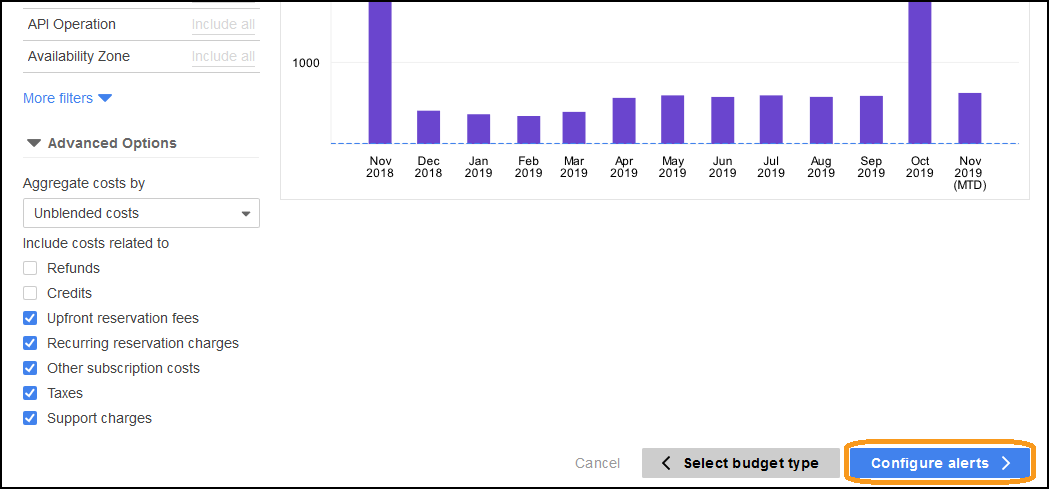 API Operation Include all
Availability Zone Include all
More filters
Advanced Options
Aggregate costs by
Unblended costs
Include costs related to
Refunds
Credits
Upfront reservation fees
Recurring reservation charges
Other subscription costs
Taxes
Support charges
1000
Nov Dec Jan Feb Mar Apr May Jun Jul Aug Sep Oct Nov
2018 2018 2019 2019 2019 2019 2019 2019 2019 2019 2019 2019 2019
(MTD)
Cancel
Select budget type
Configure alerts